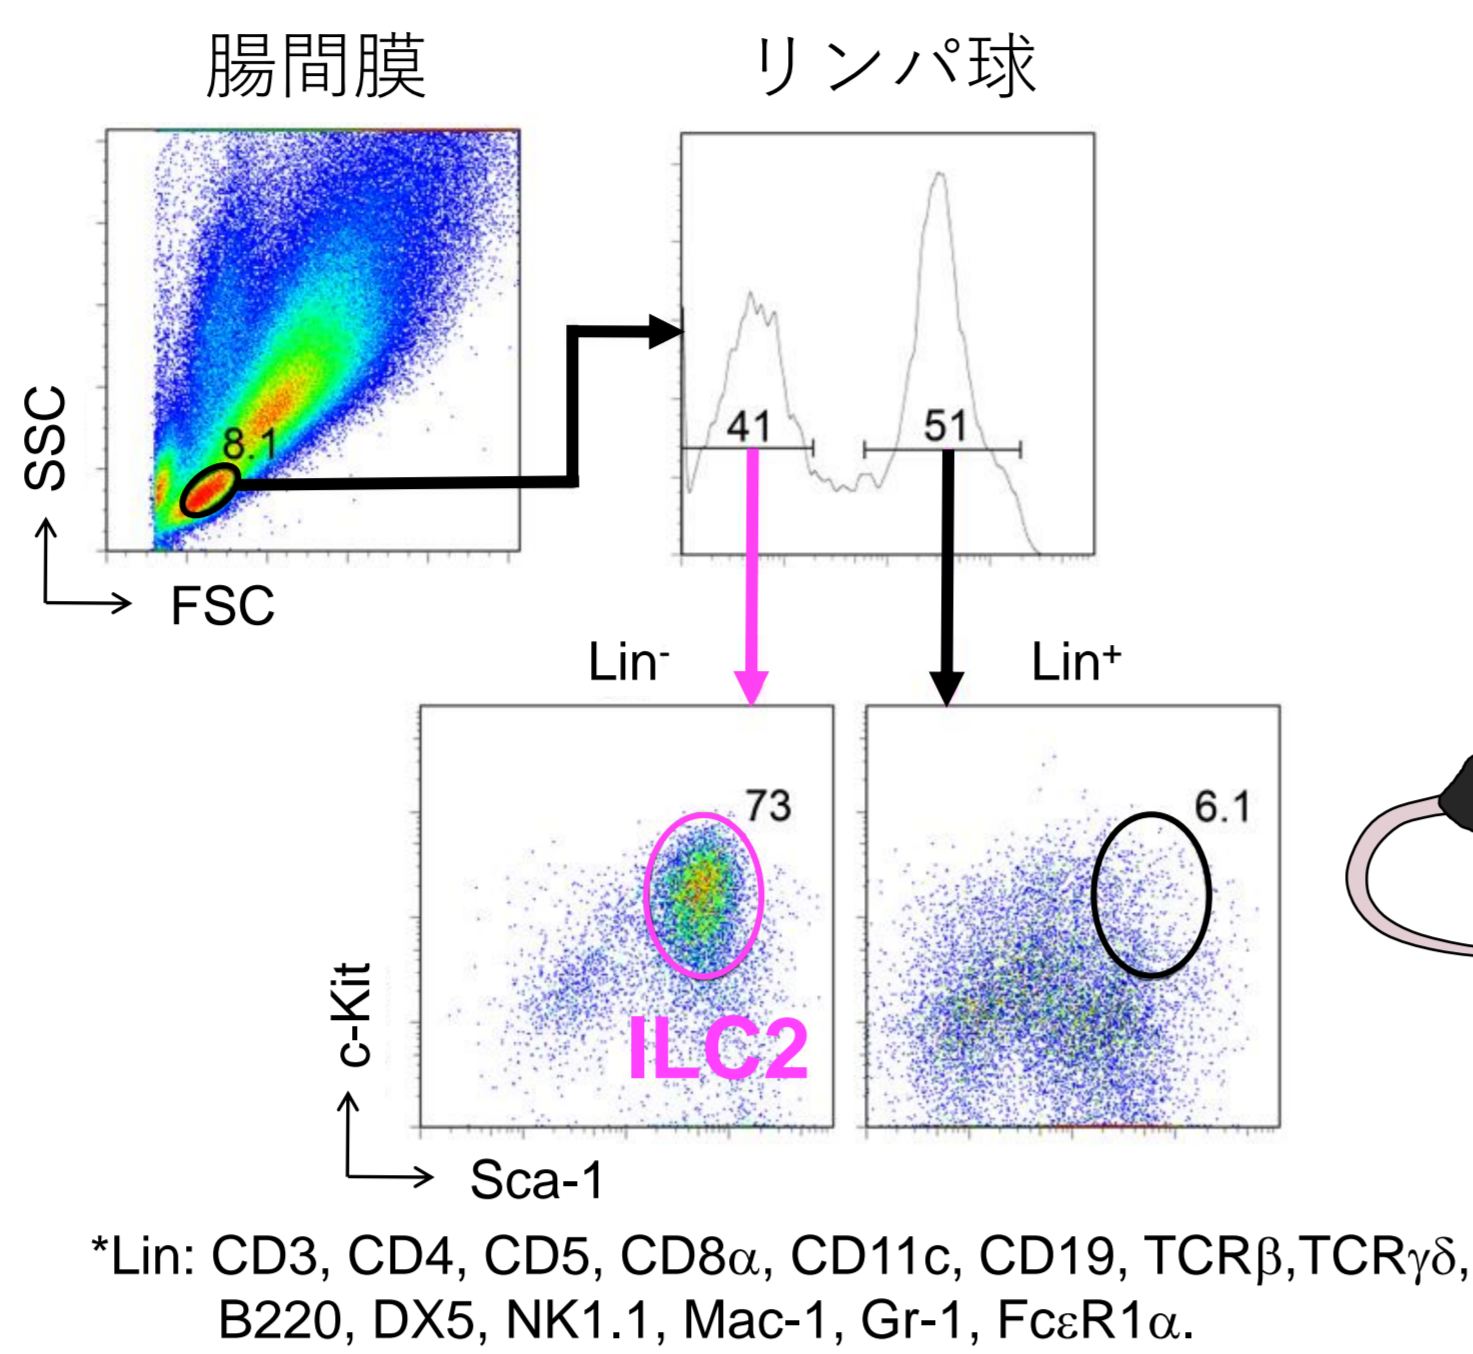 腸間膜
リンパ球
8.1
SSC
FSC
41
51
Lin-
Lin+
73
6.1
c-Kit
ILC2
Sca-1
*Lin: CD3, CD4, CD5, CD8α, CD11c, CD19, TCRβ,TCRγδ,
B220, DX5, NK1.1, Mac-1, Gr-1, FcεR1α.